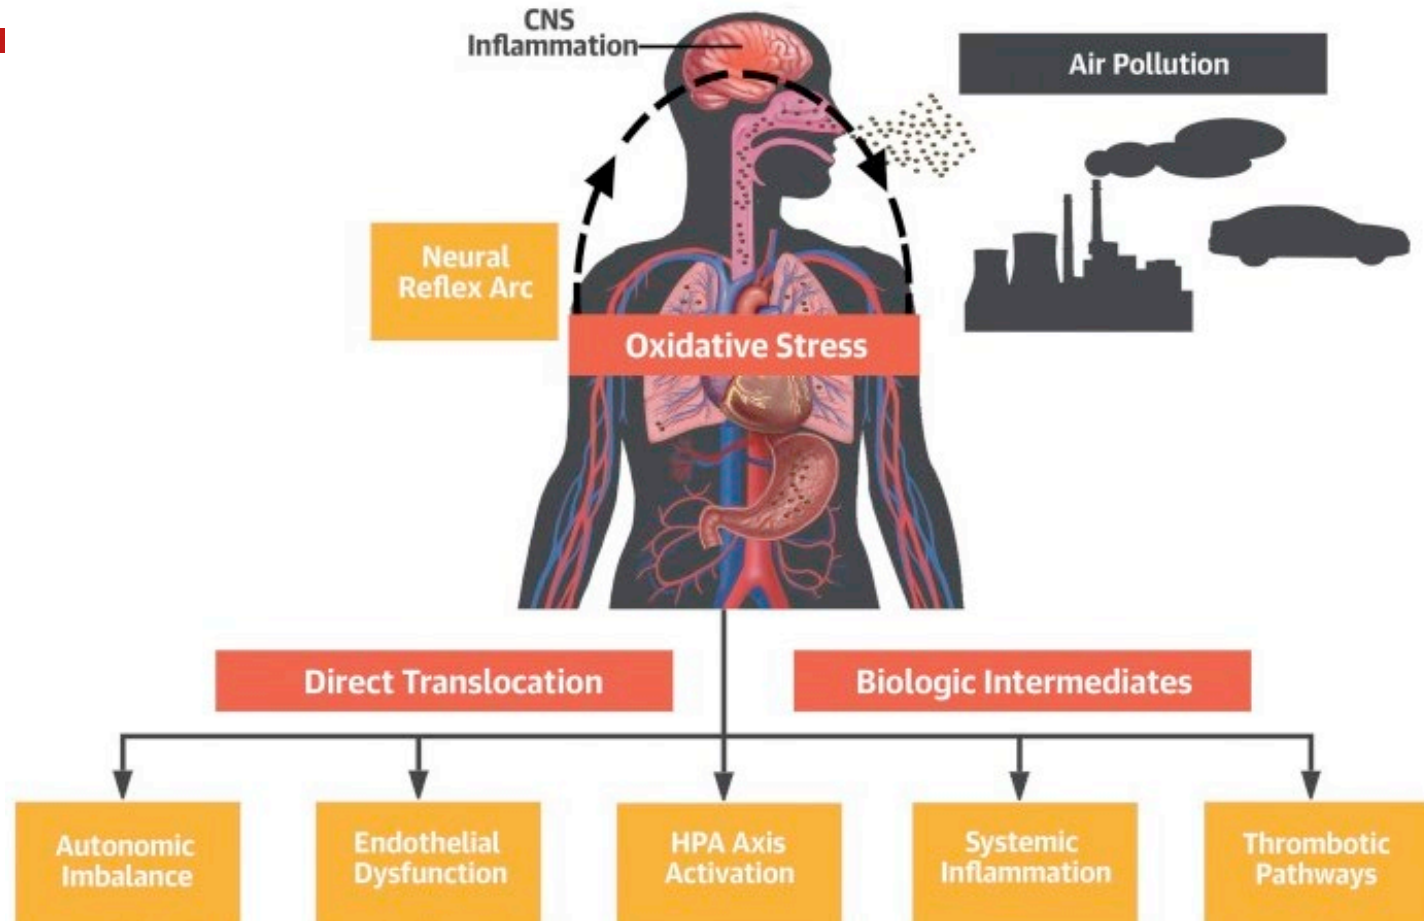 CNS
Inflammation
Air Pollution
Neural
Reflex Arc
Oxidative Stress
Direct Translocation
Biologic Intermediates
Autonomic
Imbalance
Endothelial
Dysfunction
HPA Axis
Activation
Systemic
Inflammation
Thrombotic
Pathways